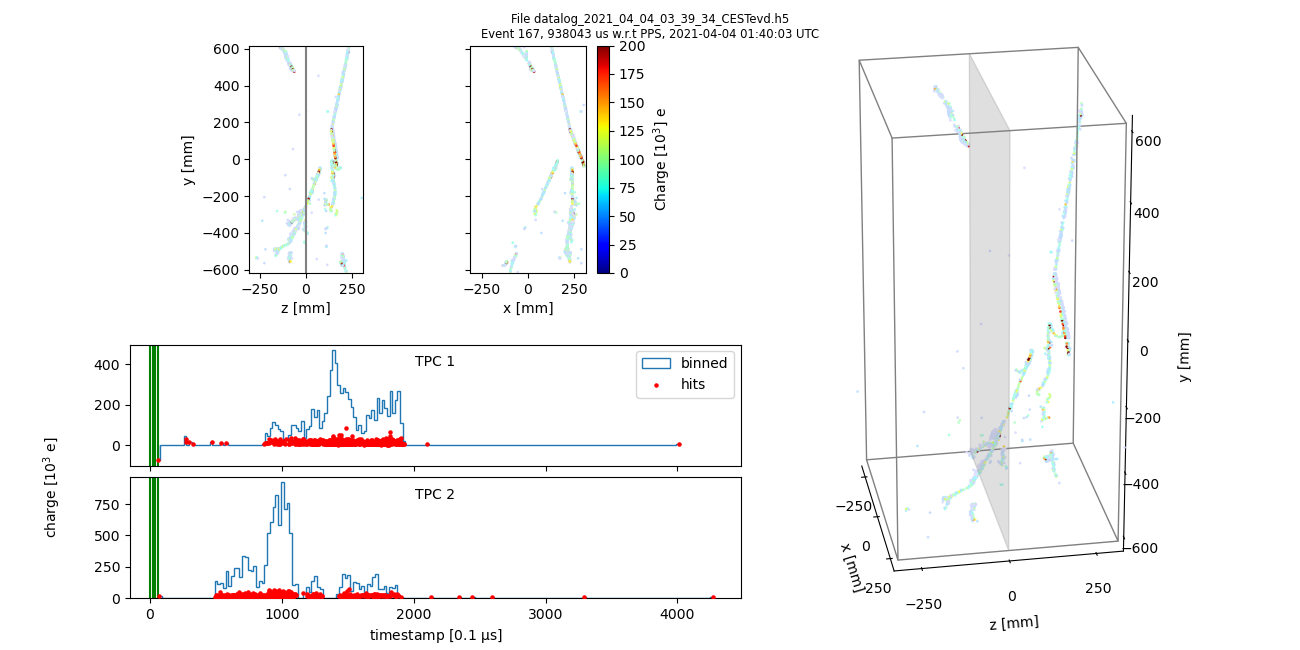 File datalog_2021_04_04_03_39_34_CESTevd.h5
Event 167, 938043 us w.r.t PPS, 2021-04-04 01:40:03 UTC
600
400
200
0
−200
−400
−600
y [mm]
−250 0 250
z [mm]
−250 0 250
x [mm]
200
175
150
125
100
75
50
25
0
Charge [10³] e
TPC 1
binned
hits
400
200
0
TPC 2
750
500
250
0
charge [10³ e]
0 1000 2000 3000 4000
timestamp [0.1 µs]
600
400
200
0
−200
−400
−600
y [mm]
−250
0
250
x [mm]
−250
0
250
z [mm]